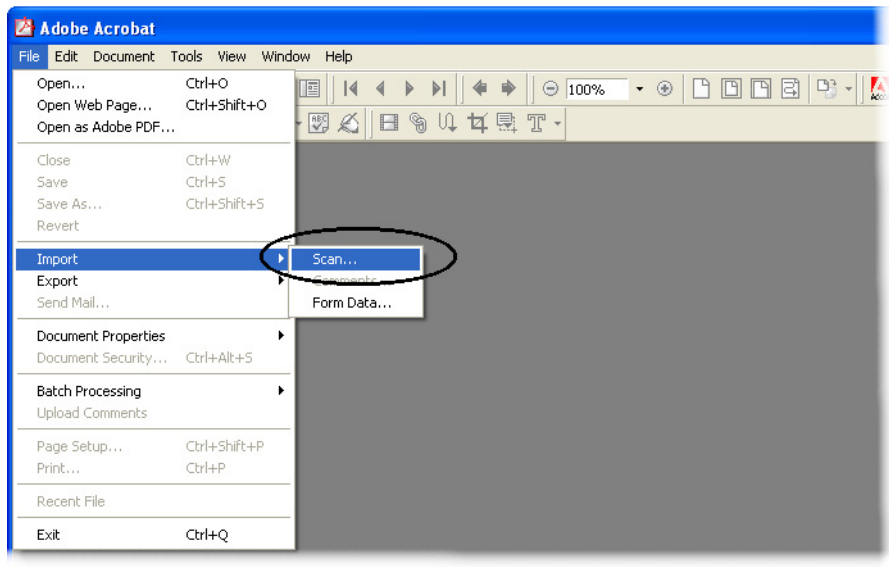 Adobe Acrobat
File Edit Document Tools View Window Help
Open... Ctrl+O
100%
Open Web Page... Ctrl+Shift+O
Open as Adobe PDF...
ABC T
Close Ctrl+W
Save Ctrl+S
Save As... Ctrl+Shift+S
Revert
Import Scan...
Export Comments
Send Mail... Form Data...
Document Properties
Document Security... Ctrl+Alt+S
Batch Processing
Upload Comments
Page Setup... Ctrl+Shift+P
Print... Ctrl+P
Recent File
Exit Ctrl+Q